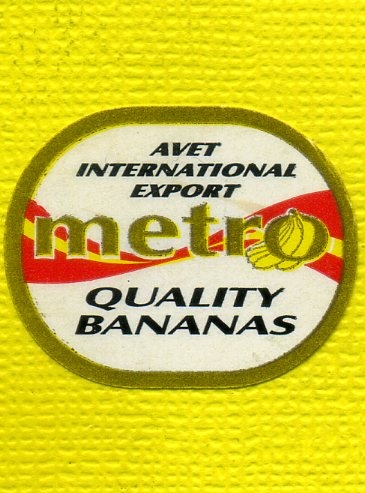 AVET
INTERNATIONAL
EXPORT
metro
QUALITY
BANANAS